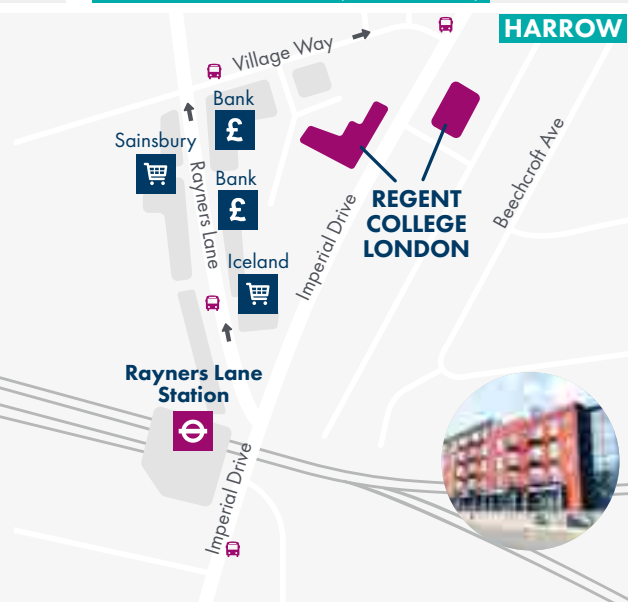 HARROW
Village Way
Bank
£
Sainsbury
Bank
£
Rayners Lane
Iceland
REGENT
COLLEGE
LONDON
Imperial Drive
Beechcroft Ave
Rayners Lane
Station
Imperial Drive